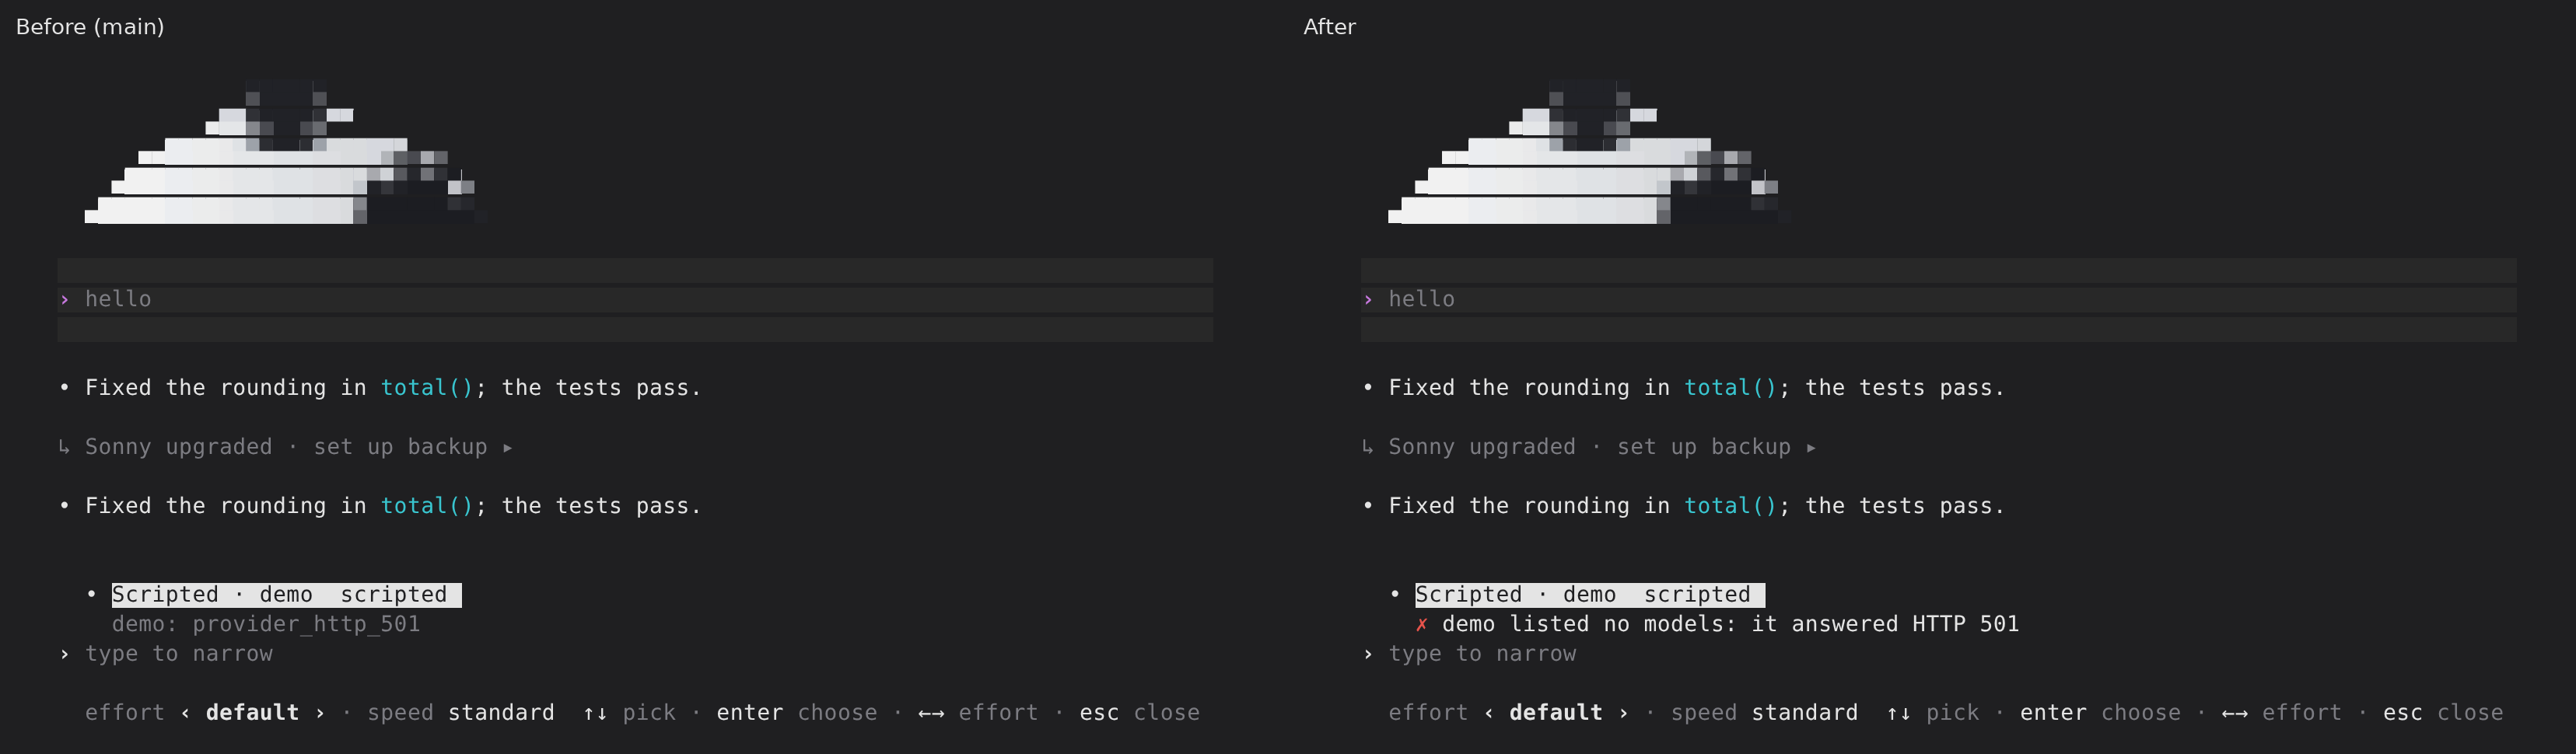 Before (main)
› hello
• Fixed the rounding in total(); the tests pass.
↳ Sonny upgraded · set up backup ▸
• Fixed the rounding in total(); the tests pass.
• Scripted · demo  scripted
demo: provider_http_501
› type to narrow
effort ‹ default › · speed standard  ↑↓ pick · enter choose · ←→ effort · esc close
After
› hello
• Fixed the rounding in total(); the tests pass.
↳ Sonny upgraded · set up backup ▸
• Fixed the rounding in total(); the tests pass.
• Scripted · demo  scripted
✗ demo listed no models: it answered HTTP 501
› type to narrow
effort ‹ default › · speed standard  ↑↓ pick · enter choose · ←→ effort · esc close